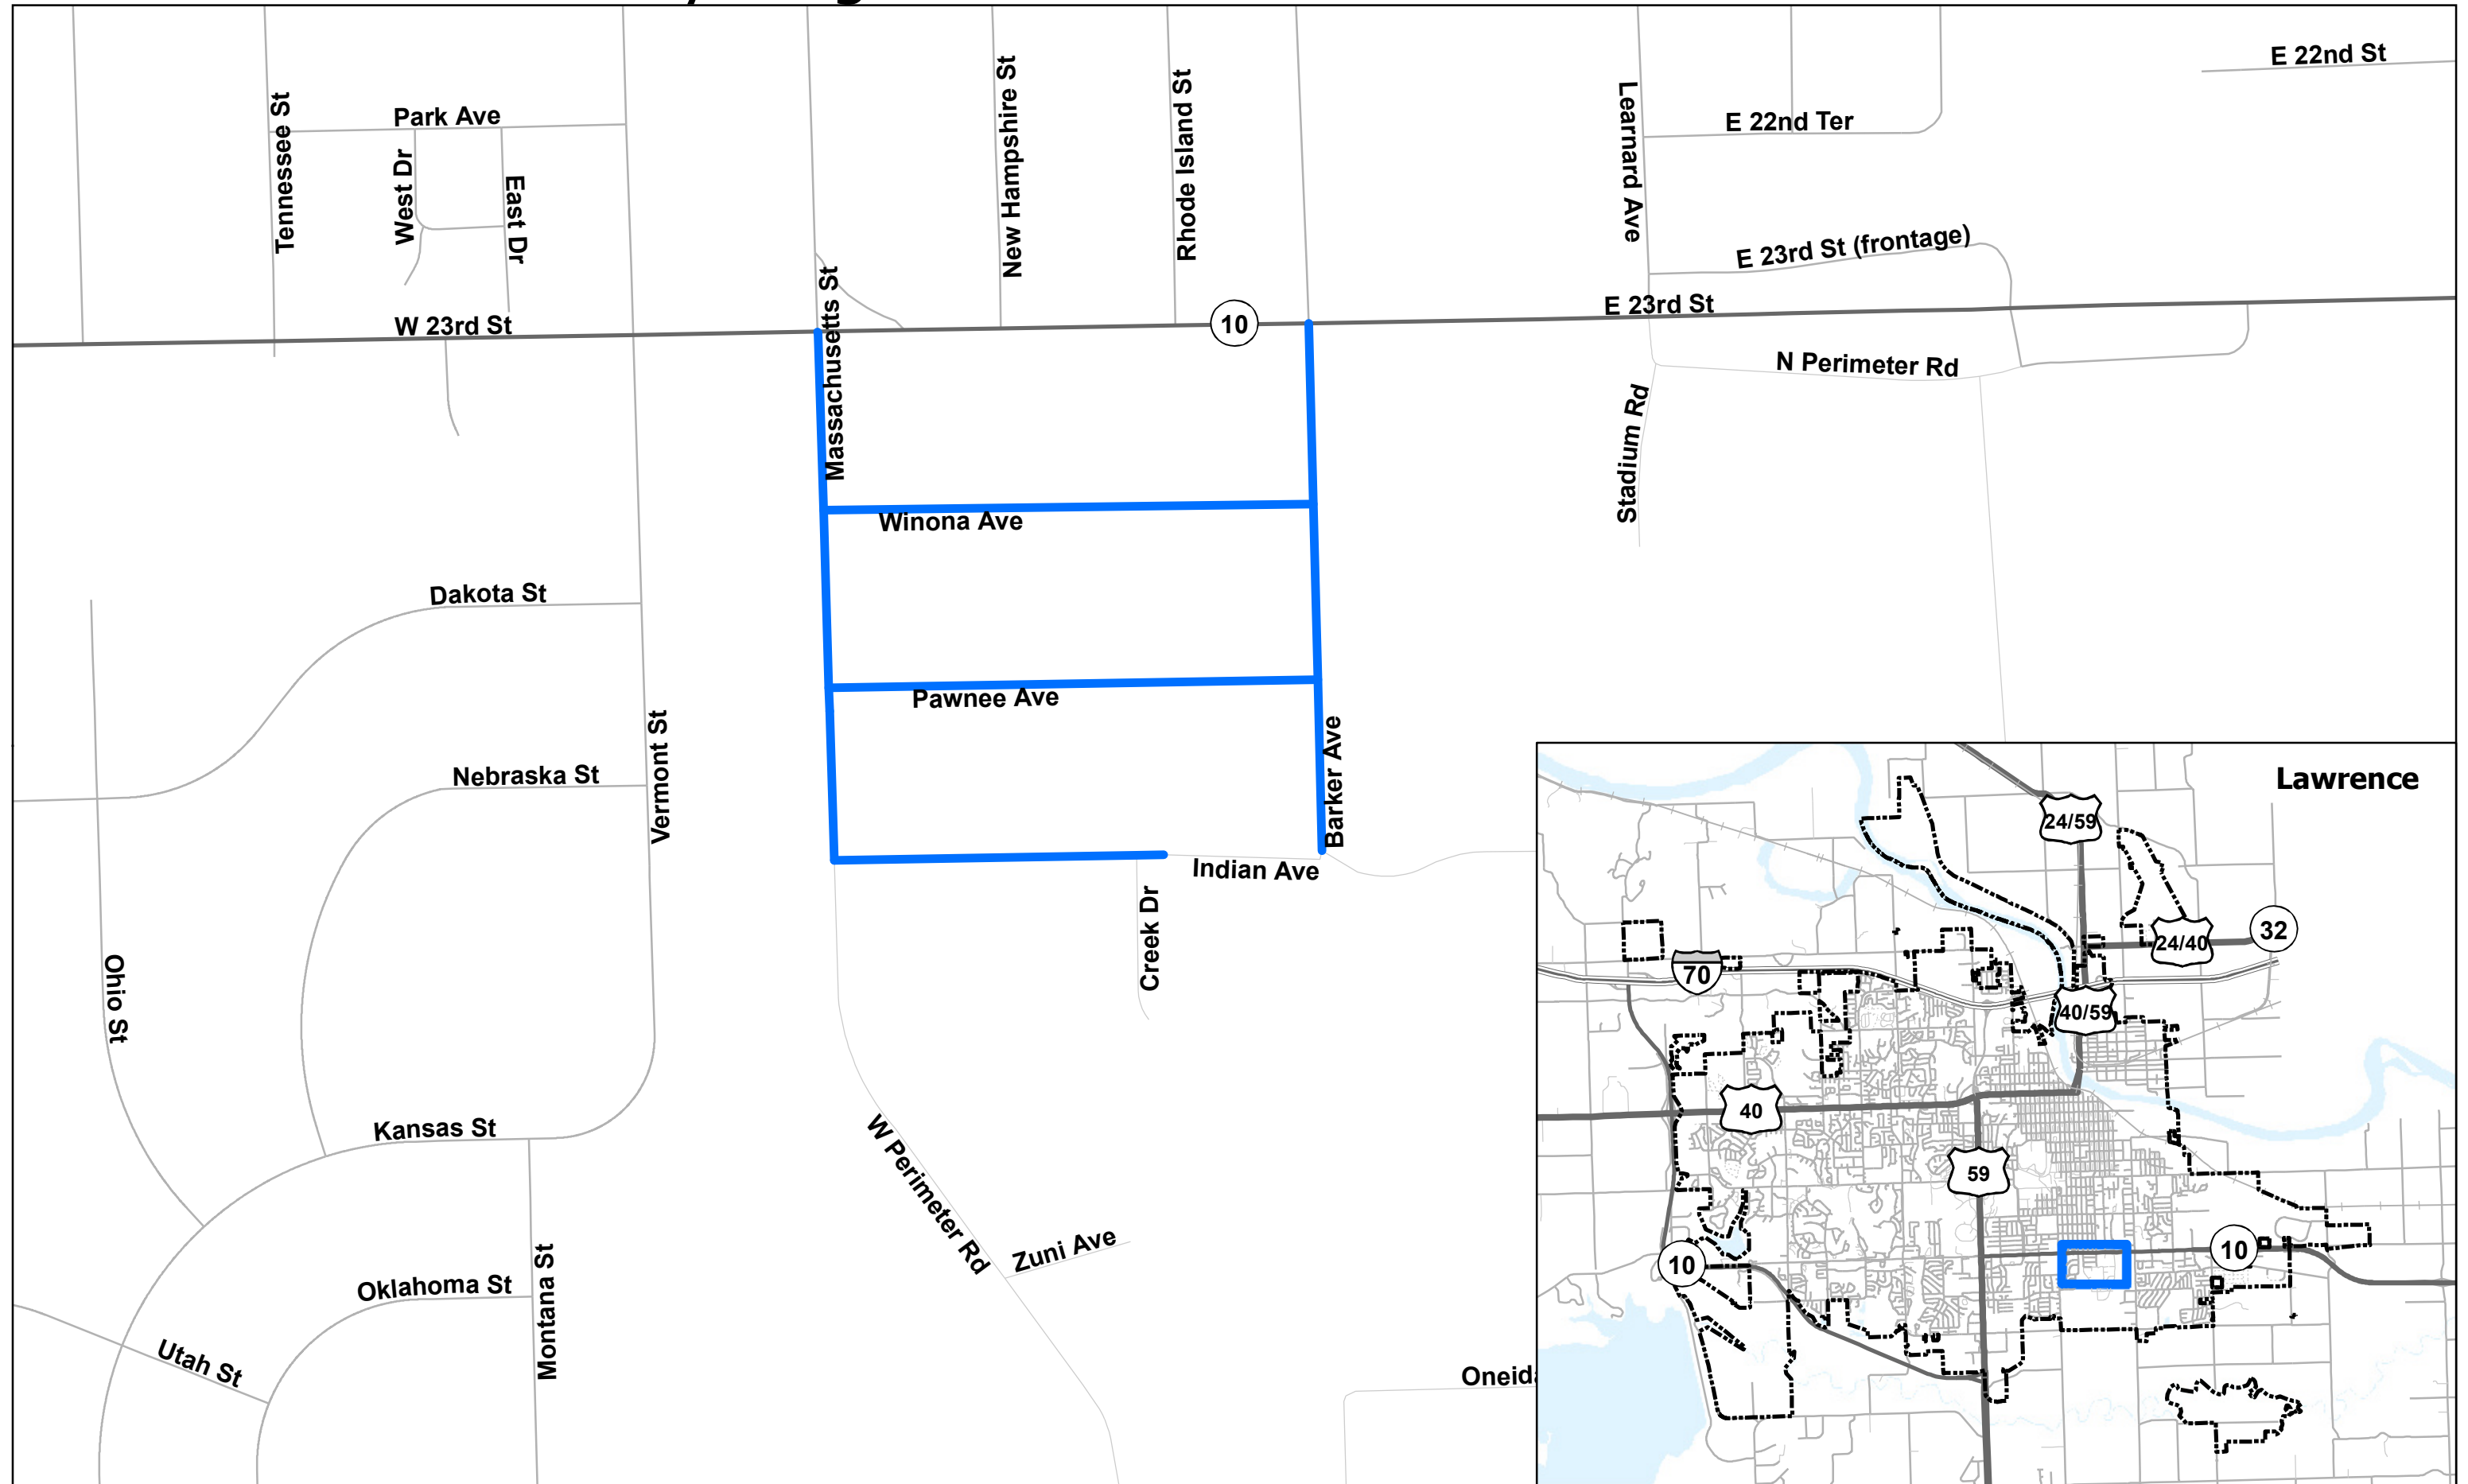 E 22nd St
Park Ave
E 22nd Ter
Tennessee St
West Dr
East Dr
New Hampshire St
Rhode Island St
Learnard Ave
E 23rd St (frontage)
W 23rd St
10
E 23rd St
Massachusetts St
N Perimeter Rd
Stadium Rd
Winona Ave
Dakota St
Pawnee Ave
Nebraska St
Vermont St
Barker Ave
Indian Ave
Creek Dr
Ohio St
Kansas St
W Perimeter Rd
Zuni Ave
Oklahoma St
Montana St
Utah St
Oneida
Lawrence
24/59
24/40
32
70
40/59
40
59
10
10